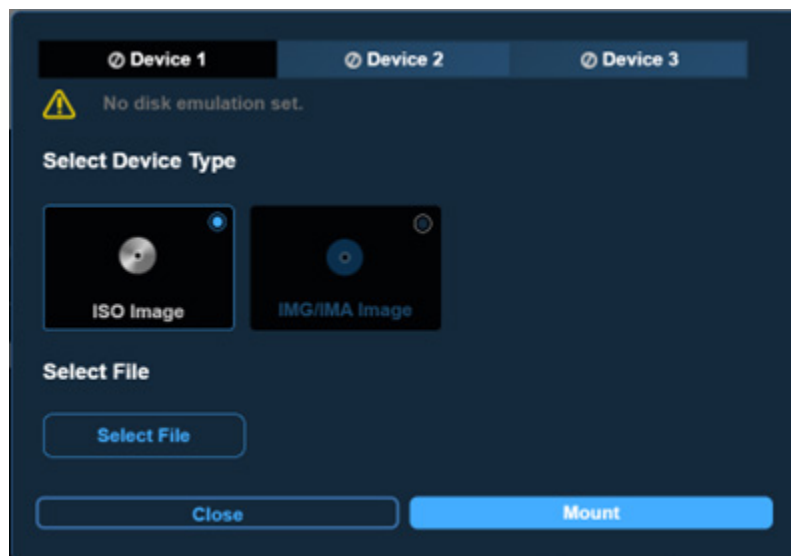 Device 1 Device 2 Device 3
No disk emulation set.
Select Device Type
ISO Image IMG/IMA Image
Select File
Select File
Close Mount